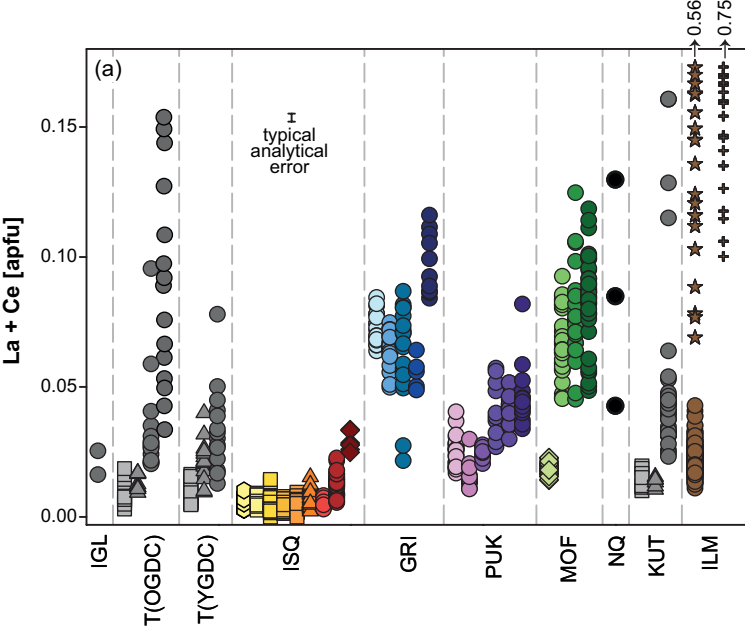 0.56
0.75
(a)
0.15
typical
analytical
error
0.10
La + Ce [apfu]
0.05
0.00
IGL
T(OGDC)
T(YGDC)
ISQ
GRI
PUK
MOF
NQ
KUT
ILM